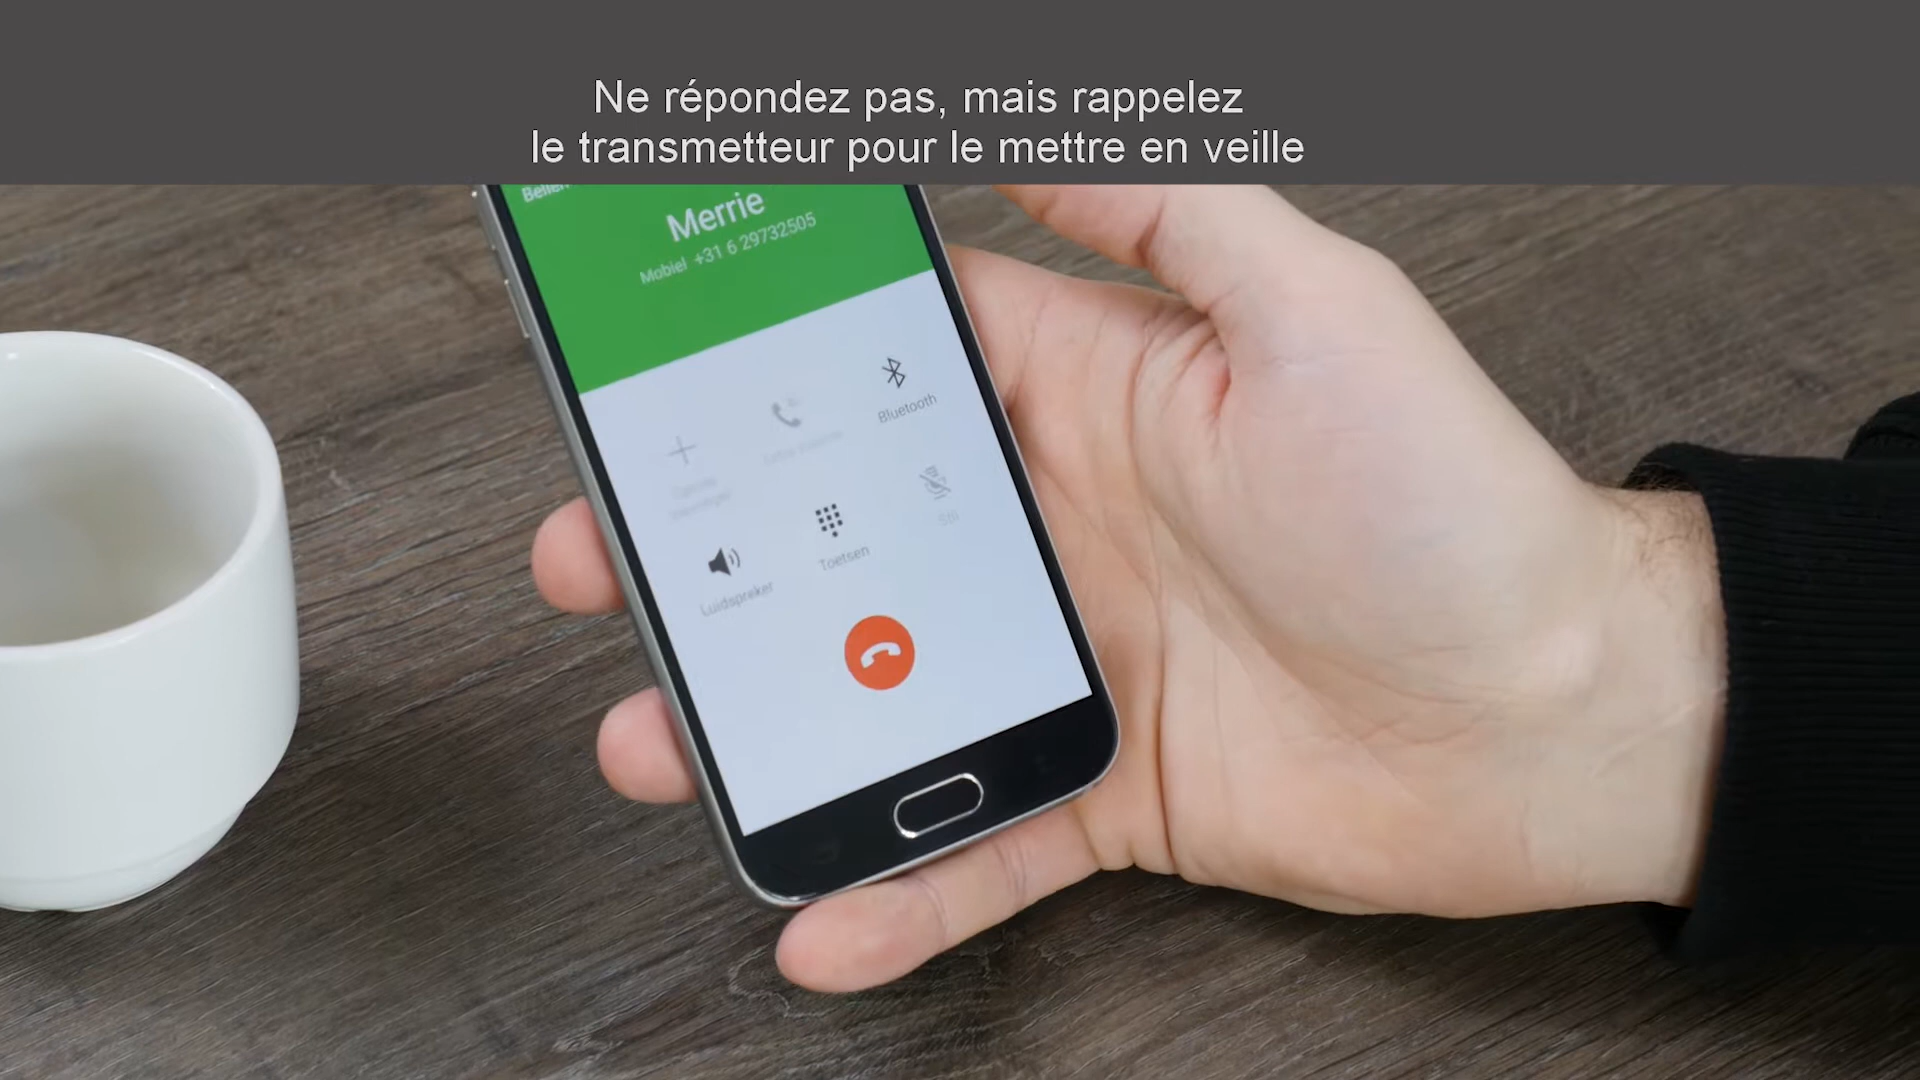 Ne répondez pas, mais rappelez
le transmetteur pour le mettre en veille
Merrie
Mobiel +31 6 29732505
Bluetooth
Stil
Toetsen
Luidspreker